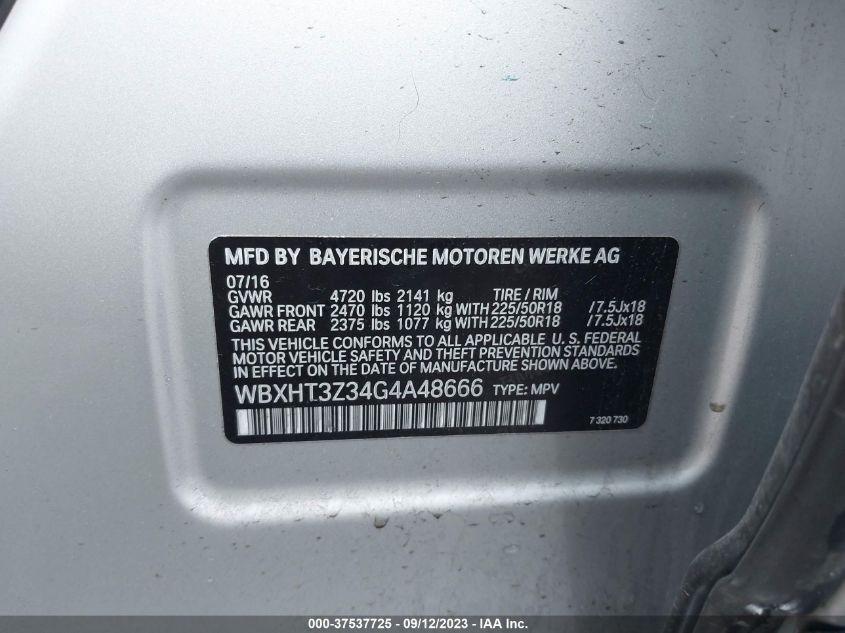 MFD BY BAYERISCHE MOTOREN WERKE AG
07/16
GVWR 4720 lbs 2141 kg TIRE / RIM
GAWR FRONT 2470 lbs 1120 kg WITH 225/50R18 /7.5Jx18
GAWR REAR 2375 lbs 1077 kg WITH 225/50R18 /7.5Jx18
THIS VEHICLE CONFORMS TO ALL APPLICABLE U. S. FEDERAL
MOTOR VEHICLE SAFETY AND THEFT PREVENTION STANDARDS
IN EFFECT ON THE DATE OF MANUFACTURE SHOWN ABOVE.
WBXHT3Z34G4A48666 TYPE: MPV
7 320 730
000-37537725 - 09/12/2023 - IAA Inc.